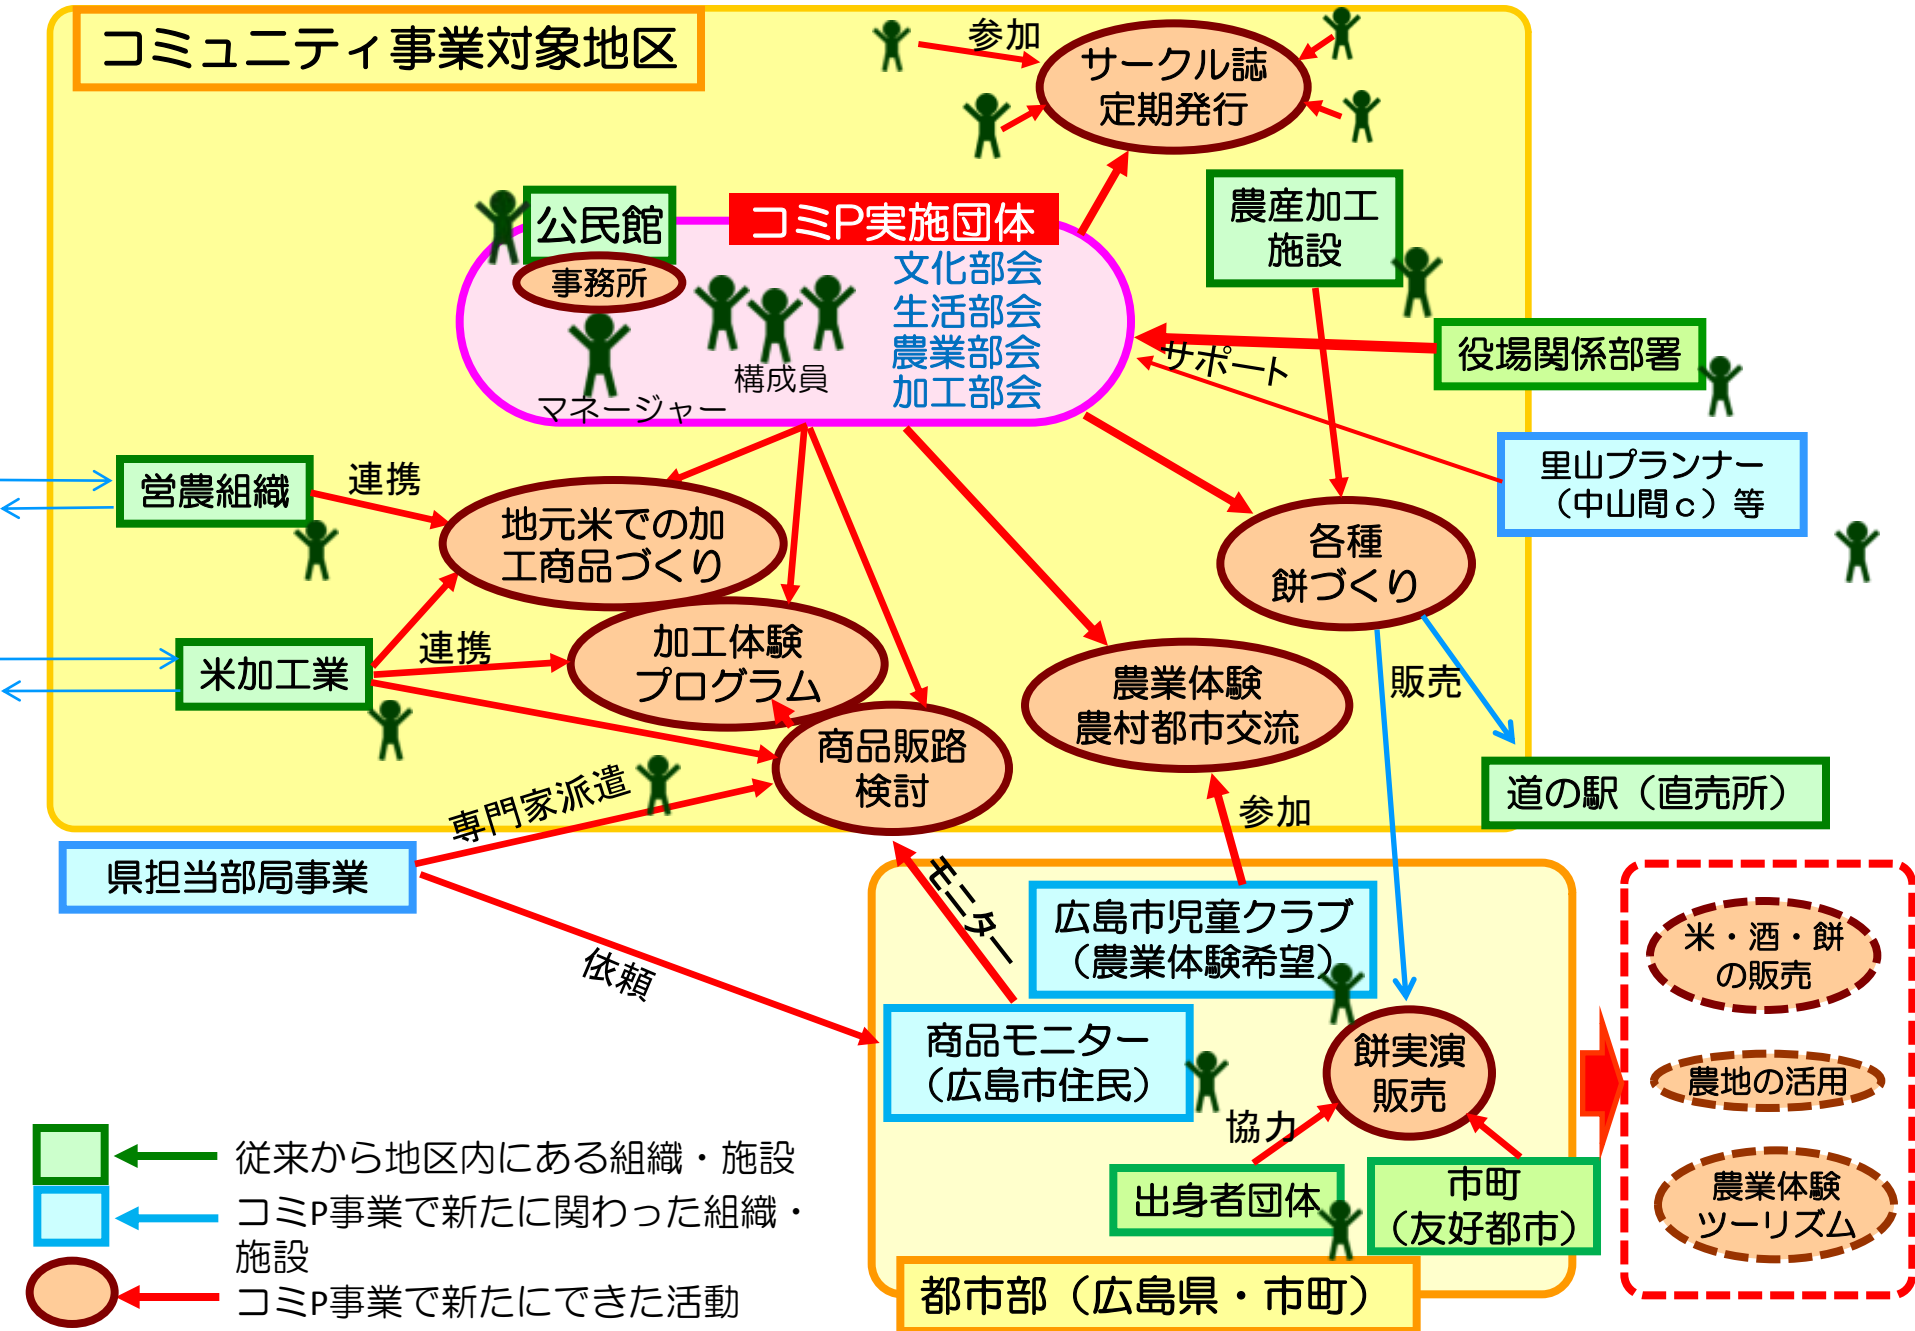 コミュニティ事業対象地区
参加
サークル誌
定期発行
公民館
事務所
コミP実施団体
文化部会
生活部会
農業部会
加工部会
構成員
マネージャー
農産加工
施設
役場関係部署
サポート
里山プランナー
（中山間ｃ）等
営農組織
連携
地元米での加
工商品づくり
各種
餅づくり
米加工業
連携
加工体験
プログラム
農業体験
農村都市交流
販売
商品販路
検討
道の駅（直売所）
専門家派遣
参加
県担当部局事業
モニター
依頼
広島市児童クラブ
（農業体験希望）
商品モニター
（広島市住民）
餅実演
販売
協力
出身者団体
市町
（友好都市）
都市部（広島県・市町）
米・酒・餅
の販売
農地の活用
農業体験
ツーリズム
従来から地区内にある組織・施設
コミP事業で新たに関わった組織・
施設
コミP事業で新たにできた活動